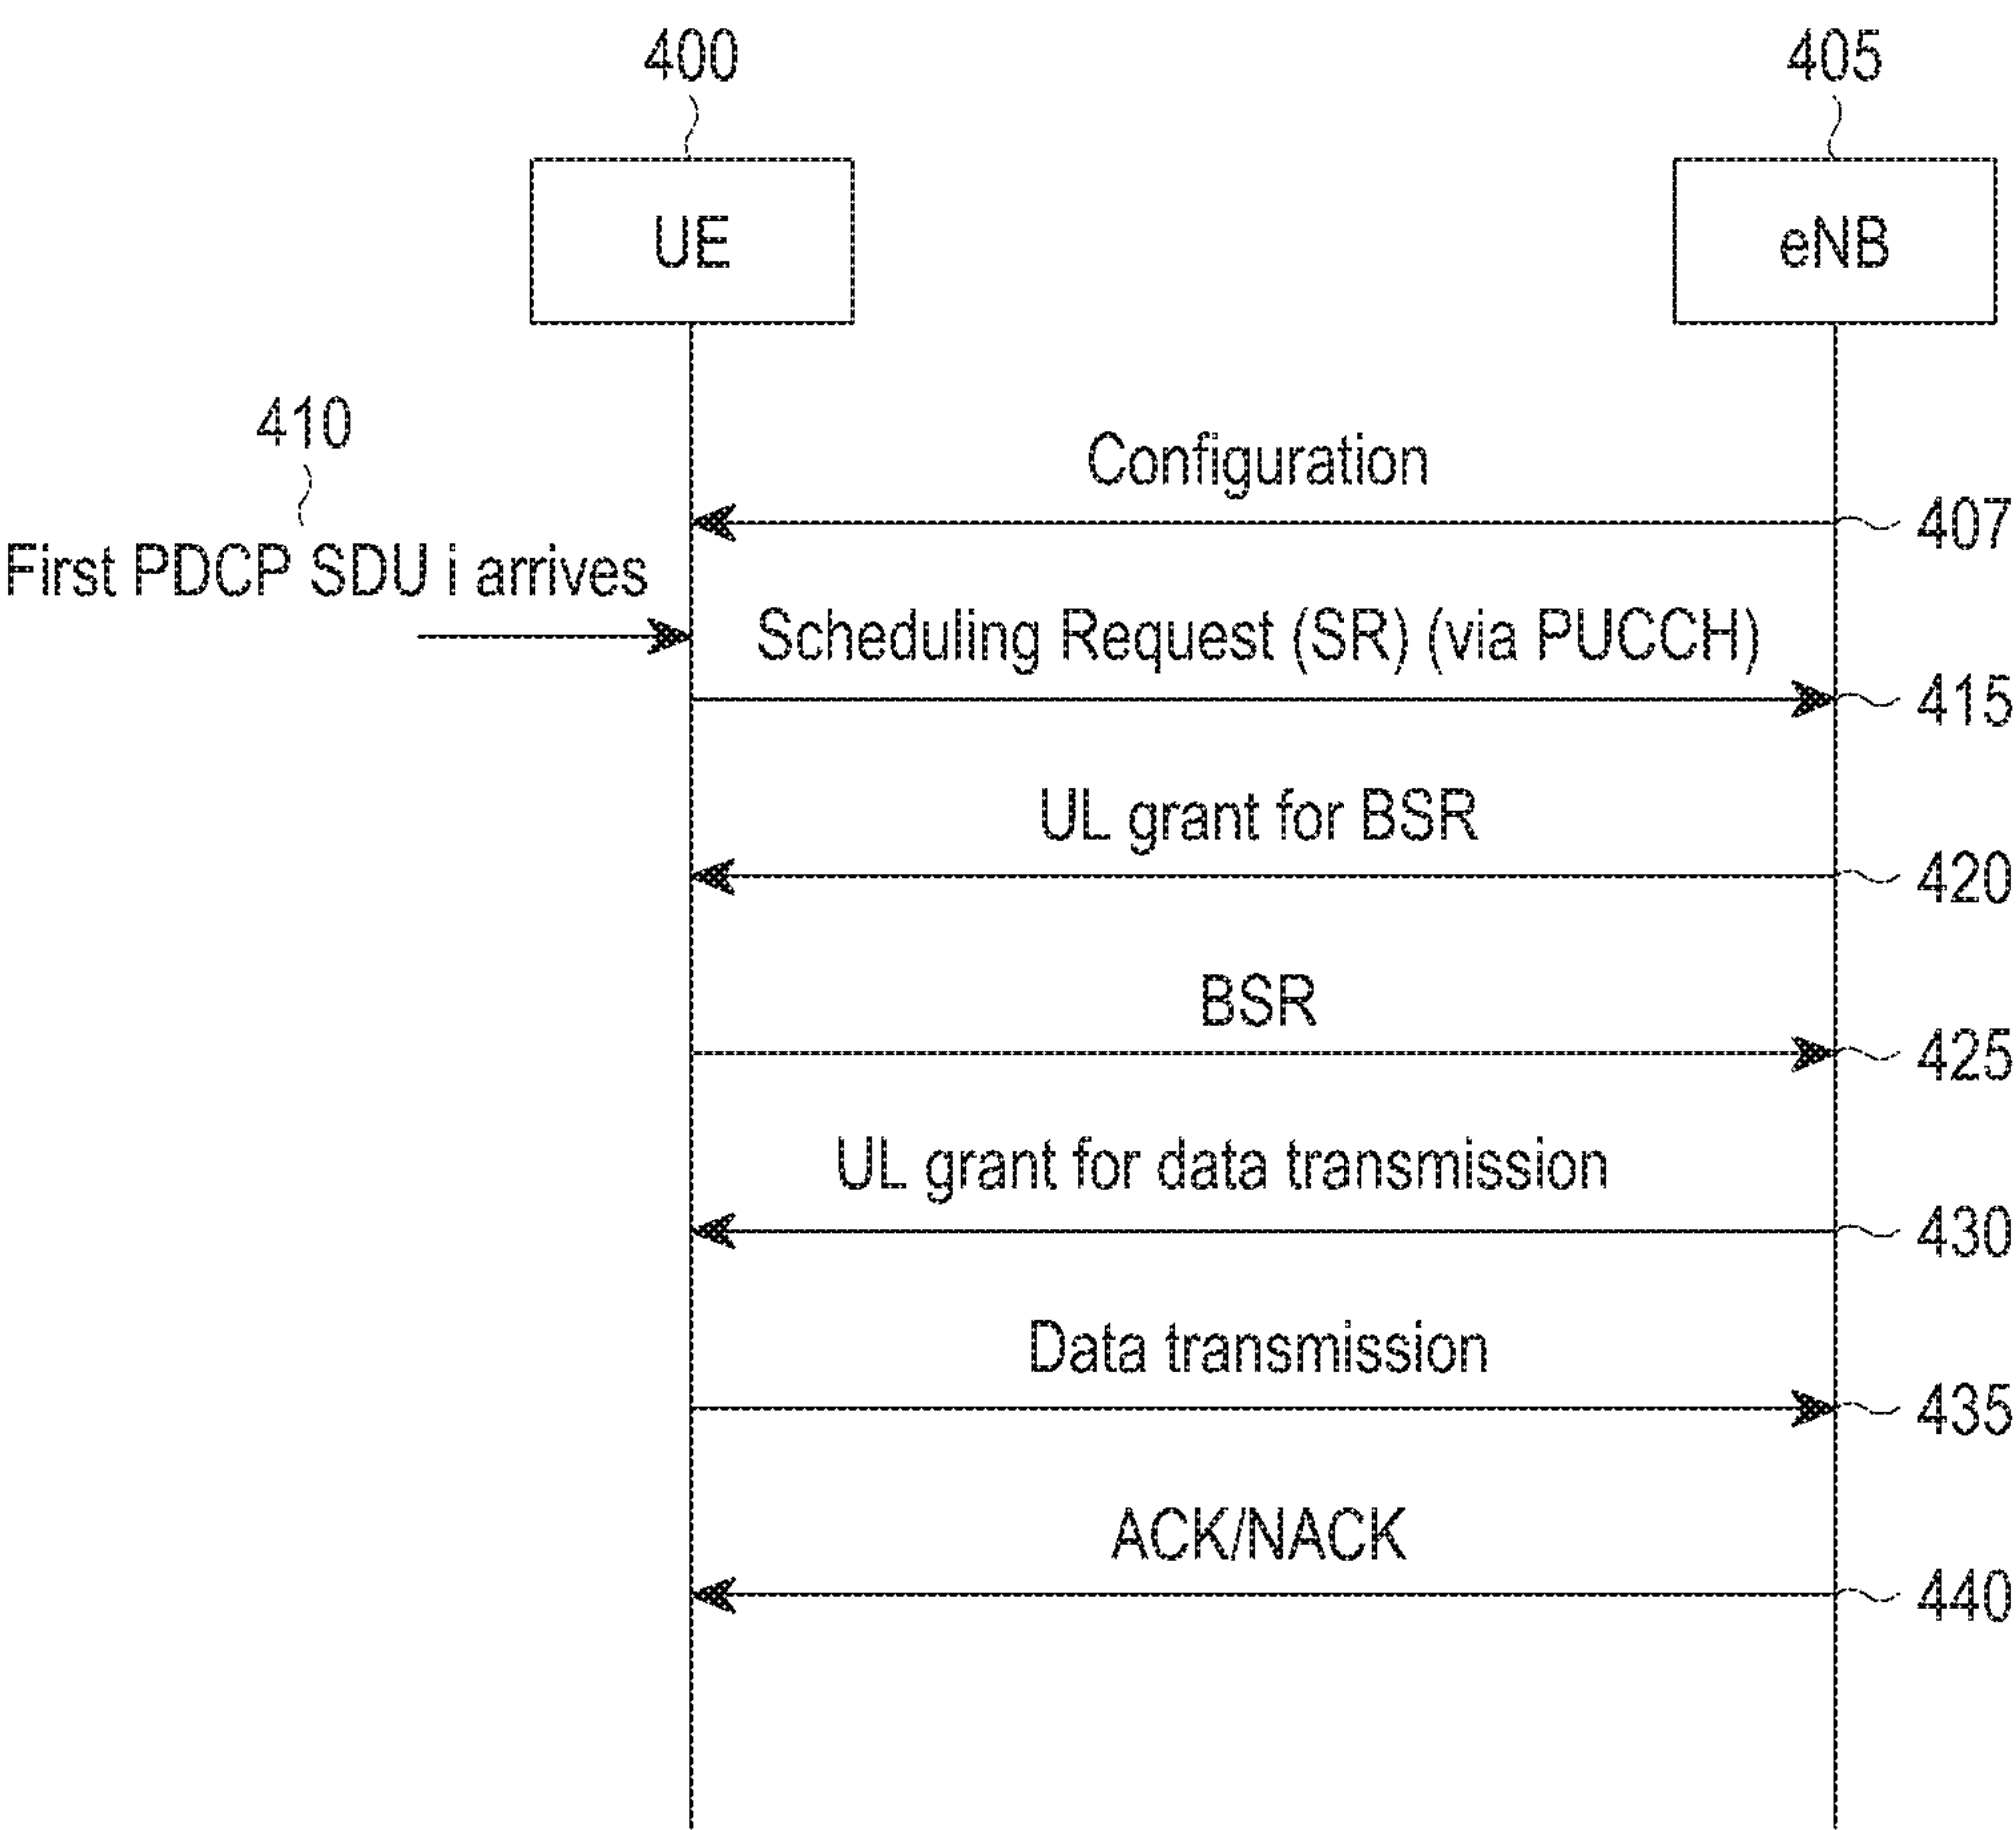 400
405
UE
eNB
410
Configuration
407
First PDCP SDU i arrives
Scheduling Request (SR) (via PUCCH)
415
UL grant for BSR
420
BSR
425
UL grant for data transmission
430
Data transmission
435
ACK/NACK
440